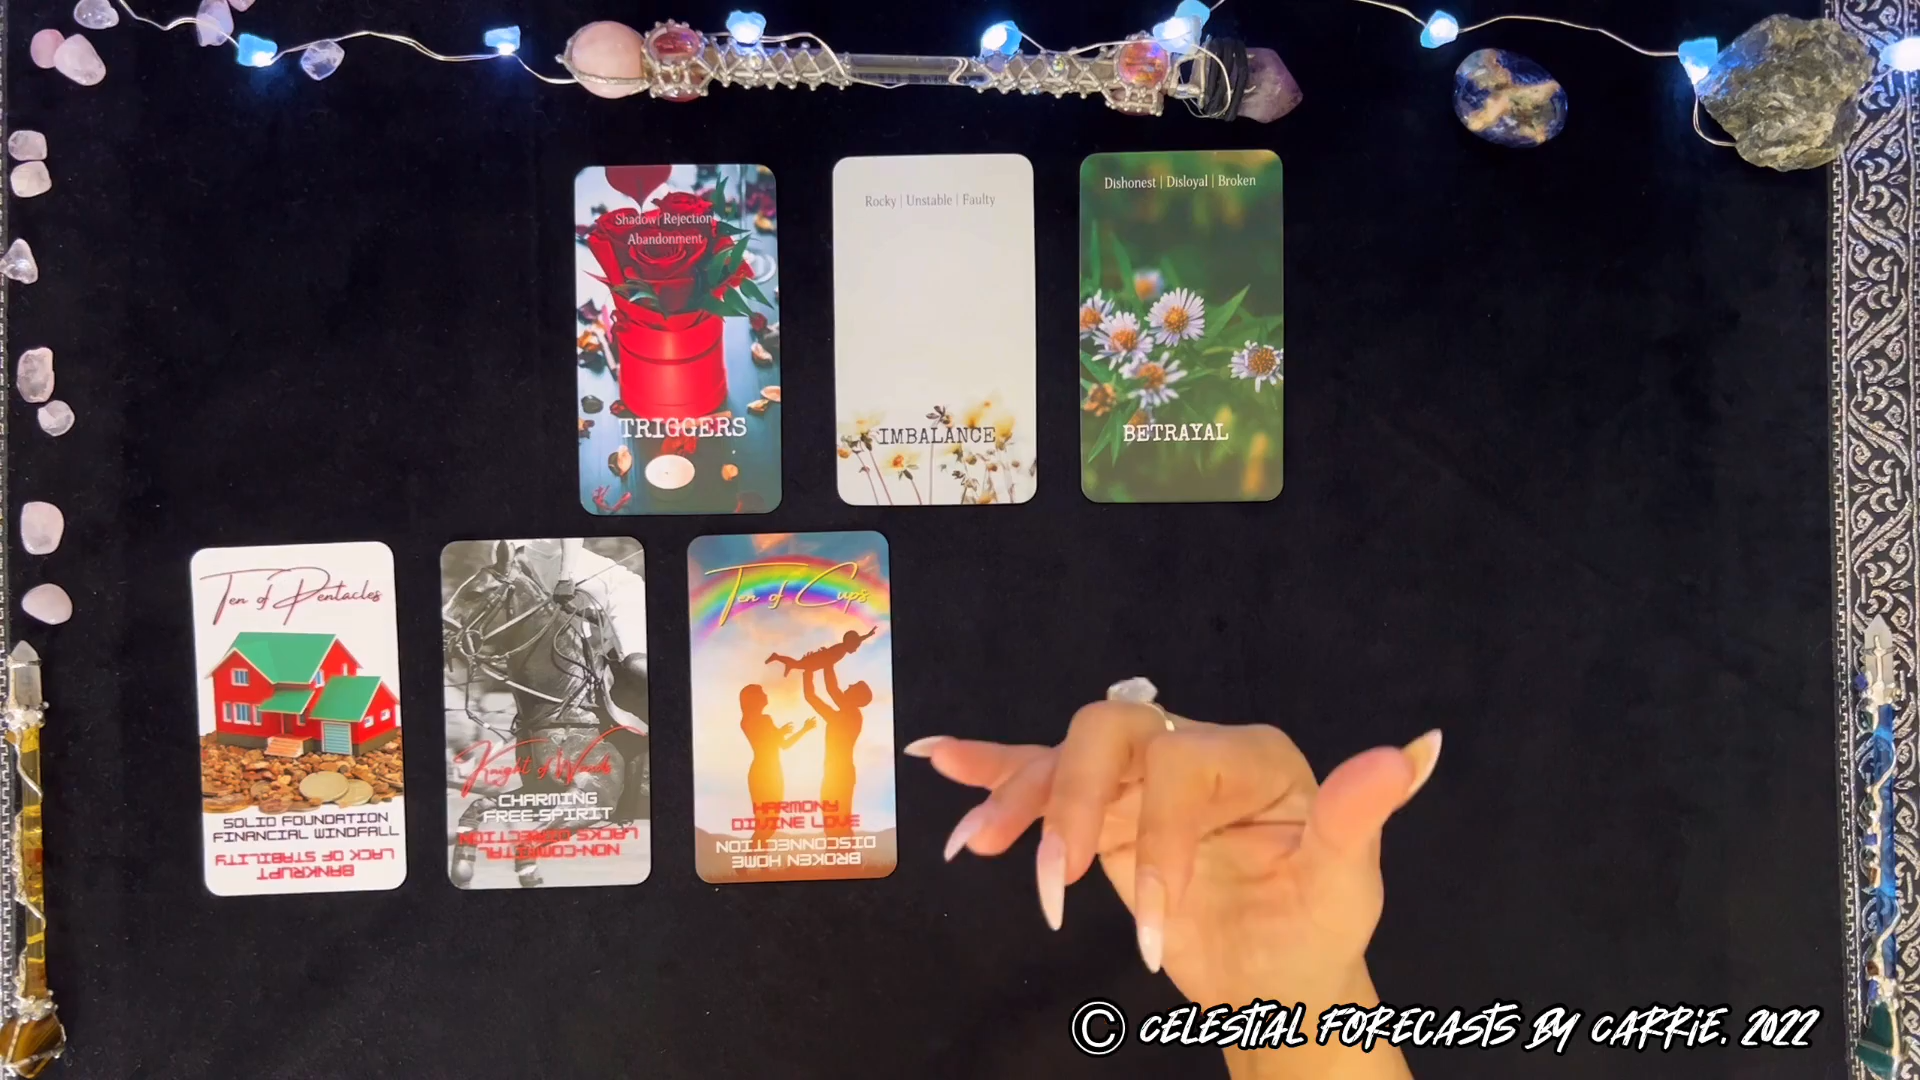 Shadow | Rejection
Abandonment
TRIGGERS
Rocky | Unstable | Faulty
IMBALANCE
Dishonest | Disloyal | Broken
BETRAYAL
Ten of Pentacles
SOLID FOUNDATION
FINANCIAL WINDFALL
LACK OF STABILITY
BANKRUPT
Knight of Wands
CHARMING
FREE-SPIRIT
LACKS DIRECTION
NON-COMMITAL
Ten of Cups
HARMONY
DIVINE LOVE
DISCONNECTION
BROKEN HOME
© CELESTIAL FORECASTS BY CARRIE. 2022